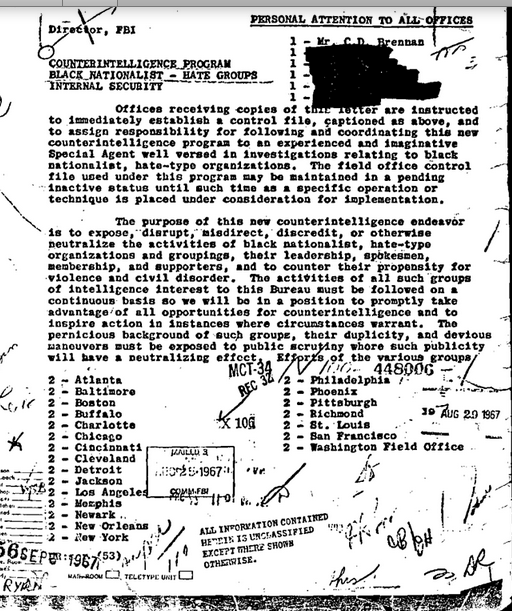 PERSONAL ATTENTION TO ALL OFFICES
Director, FBI
1 - Mr. C.D. Brennan
1 -
1 -
1 -
1 -
COUNTERINTELLIGENCE PROGRAM
BLACK NATIONALIST - HATE GROUPS
INTERNAL SECURITY
Offices receiving copies of this letter are instructed
to immediately establish a control file, captioned as above, and
to assign responsibility for following and coordinating this new
counterintelligence program to an experienced and imaginative
Special Agent well versed in investigations relating to black
nationalist, hate-type organizations. The field office control
file used under this program may be maintained in a pending
inactive status until such time as a specific operation or
technique is placed under consideration for implementation.
The purpose of this new counterintelligence endeavor
is to expose, disrupt, misdirect, discredit, or otherwise
neutralize the activities of black nationalist, hate-type
organizations and groupings, their leadership, spokesmen,
membership, and supporters, and to counter their propensity for
violence and civil disorder. The activities of all such groups
of intelligence interest to this Bureau must be followed on a
continuous basis so we will be in a position to promptly take
advantage of all opportunities for counterintelligence and to
inspire action in instances where circumstances warrant. The
pernicious background of such groups, their duplicity, and devious
maneuvers must be exposed to public scrutiny where such publicity
will have a neutralizing effect. Efforts of the various groups
MCT-34
REC 32
448006
X 106
2 - Atlanta
2 - Baltimore
2 - Boston
2 - Buffalo
2 - Charlotte
2 - Chicago
2 - Cincinnati
2 - Cleveland
2 - Detroit
2 - Jackson
2 - Los Angeles
2 - Memphis
2 - Newark
2 - New Orleans
2 - New York
2 - Philadelphia
2 - Phoenix
2 - Pittsburgh
2 - Richmond
2 - St. Louis
2 - San Francisco
2 - Washington Field Office
19 AUG 29 1967
MAILED 3
1967
COMM-FBI
ALL INFORMATION CONTAINED
HEREIN IS UNCLASSIFIED
EXCEPT WHERE SHOWN
OTHERWISE.
56 SEP 1967 (53)
MAIL ROOM TELETYPE UNIT